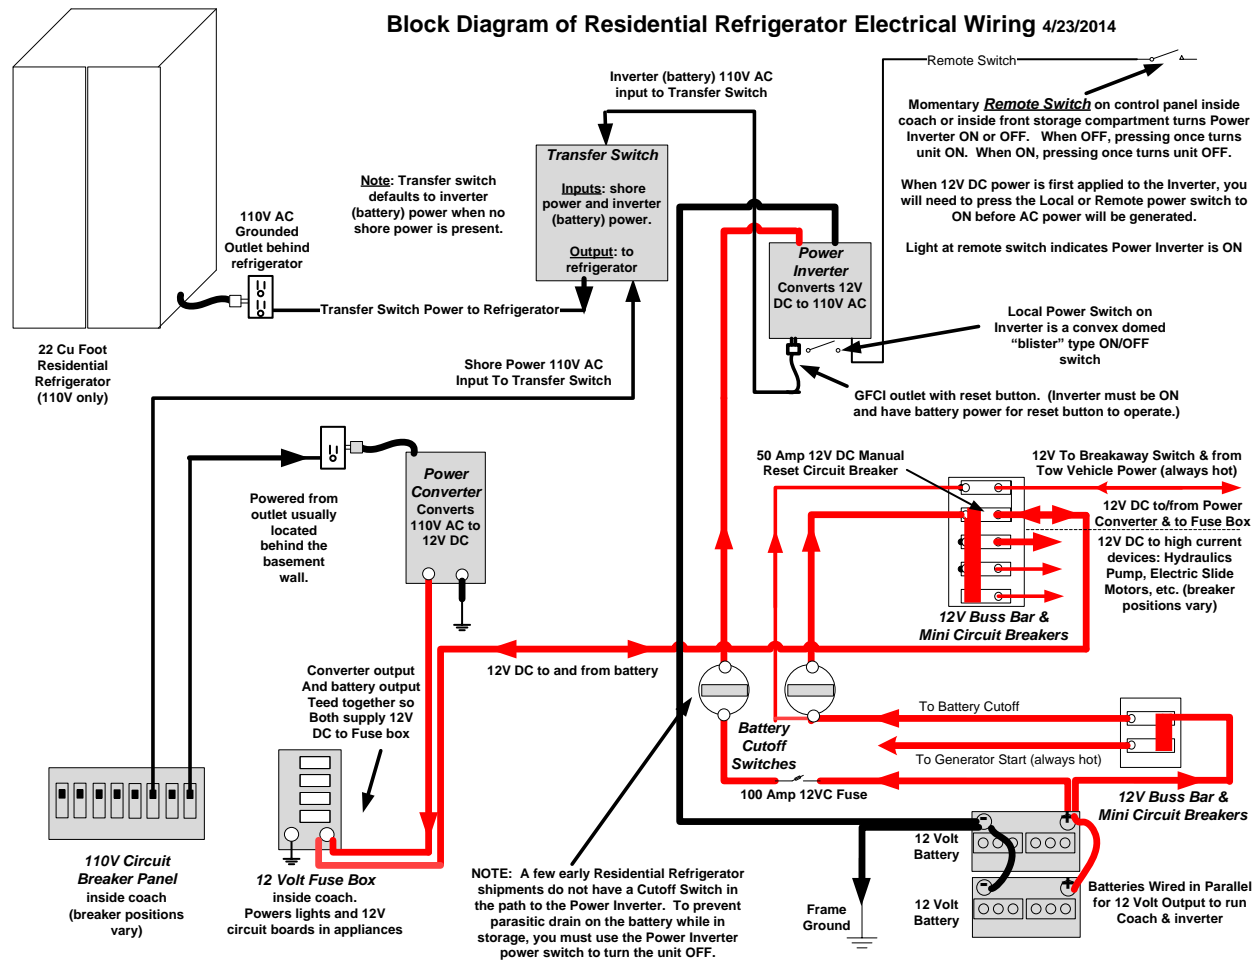 Block Diagram of Residential Refrigerator Electrical Wiring 4/23/2014
Remote Switch
Inverter (battery) 110V AC
input to Transfer Switch
Momentary Remote Switch on control panel inside
coach or inside front storage compartment turns Power
Inverter ON or OFF. When OFF, pressing once turns
unit ON. When ON, pressing once turns unit OFF.
When 12V DC power is first applied to the Inverter, you
will need to press the Local or Remote power switch to
ON before AC power will be generated.
Light at remote switch indicates Power Inverter is ON
Transfer Switch
Inputs: shore
power and inverter
(battery) power.
Output: to
refrigerator
Note: Transfer switch
defaults to inverter
(battery) power when no
shore power is present.
110V AC
Grounded
Outlet behind
refrigerator
Power
Inverter
Converts 12V
DC to 110V AC
Transfer Switch Power to Refrigerator
Local Power Switch on
Inverter is a convex domed
“blister” type ON/OFF
switch
22 Cu Foot
Residential
Refrigerator
(110V only)
Shore Power 110V AC
Input To Transfer Switch
GFCI outlet with reset button. (Inverter must be ON
and have battery power for reset button to operate.)
50 Amp 12V DC Manual
Reset Circuit Breaker
12V To Breakaway Switch & from
Tow Vehicle Power (always hot)
Power
Converter
Converts
110V AC to
12V DC
Powered from
outlet usually
located
behind the
basement
wall.
12V DC to/from Power
Converter & to Fuse Box
12V DC to high current
devices: Hydraulics
Pump, Electric Slide
Motors, etc. (breaker
positions vary)
12V Buss Bar &
Mini Circuit Breakers
12V DC to and from battery
Converter output
And battery output
Teed together so
Both supply 12V
DC to Fuse box
To Battery Cutoff
Battery
Cutoff
Switches
To Generator Start (always hot)
100 Amp 12VC Fuse
12V Buss Bar &
Mini Circuit Breakers
- +
12 Volt
Battery
110V Circuit
Breaker Panel
inside coach
(breaker positions
vary)
12 Volt Fuse Box
inside coach.
Powers lights and 12V
circuit boards in appliances
NOTE: A few early Residential Refrigerator
shipments do not have a Cutoff Switch in
the path to the Power Inverter. To prevent
parasitic drain on the battery while in
storage, you must use the Power Inverter
power switch to turn the unit OFF.
Frame
Ground
- +
12 Volt
Battery
Batteries Wired in Parallel
for 12 Volt Output to run
Coach & inverter